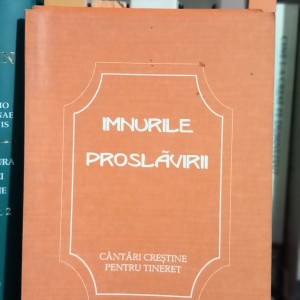 IMNURILE
PROSLĂVIRII
CÂNTĂRI CREȘTINE
PENTRU TINERET